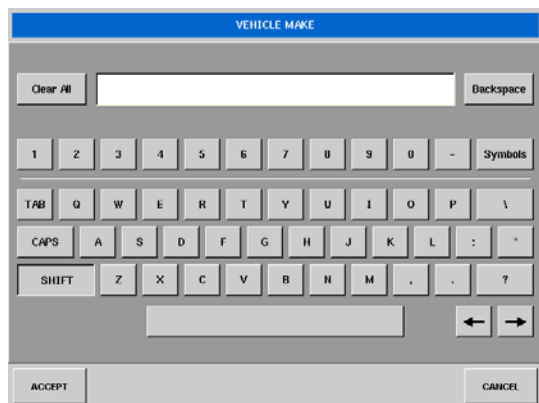 VEHICLE MAKE
Clear All Backspace
1 2 3 4 5 6 7 8 9 0 - Symbols
TAB Q W E R T Y U I O P \
CAPS A S D F G H J K L : "
SHIFT Z X C V B N M , . ?
← →
ACCEPT CANCEL